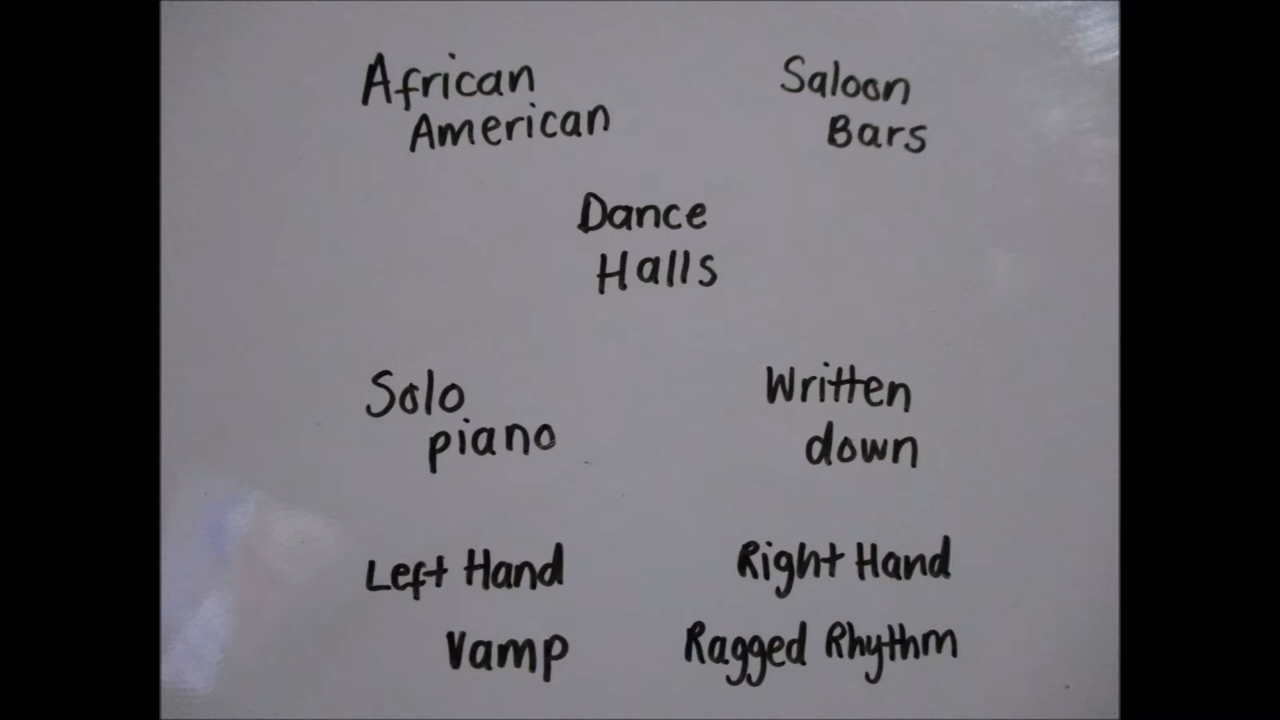 African
American
Saloon
Bars
Dance
Halls
Solo
piano
Written
down
Left Hand
Vamp
Right Hand
Ragged Rhythm